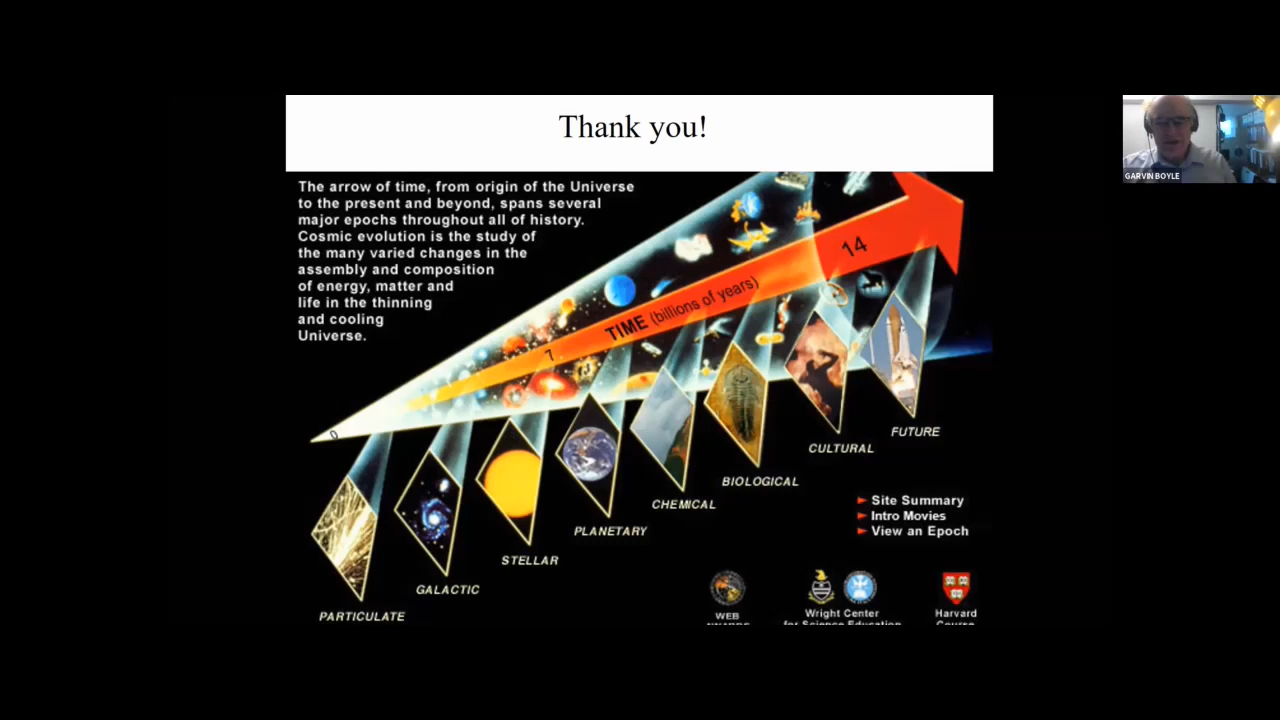 Thank you!
The arrow of time, from origin of the Universe
to the present and beyond, spans several
major epochs throughout all of history.
Cosmic evolution is the study of
the many varied changes in the
assembly and composition
of energy, matter and
life in the thinning
and cooling
Universe.
GARVIN BOYLE
14
TIME (billions of years)
7
0
FUTURE
CULTURAL
BIOLOGICAL
CHEMICAL
PLANETARY
STELLAR
GALACTIC
PARTICULATE
Site Summary
Intro Movies
View an Epoch
WEB
Wright Center
for Science Education
Harvard